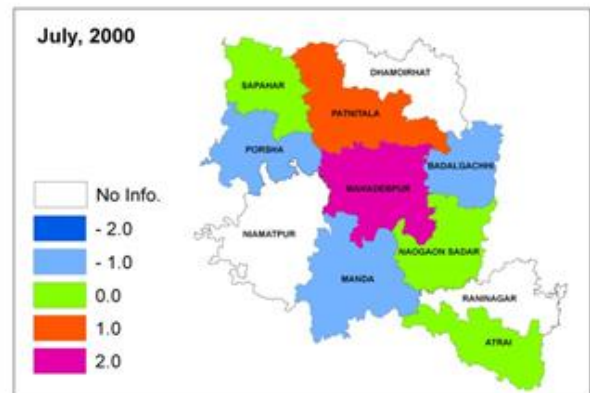 July, 2000
DHAMOIRHAT
SAPAHAR
PATNITALA
PORSHA
BADALGACHHI
MAHADEBPUR
NIAMATPUR
NAOGAON SADAR
MANDA
RANINAGAR
ATRAI
No Info.
- 2.0
- 1.0
0.0
1.0
2.0